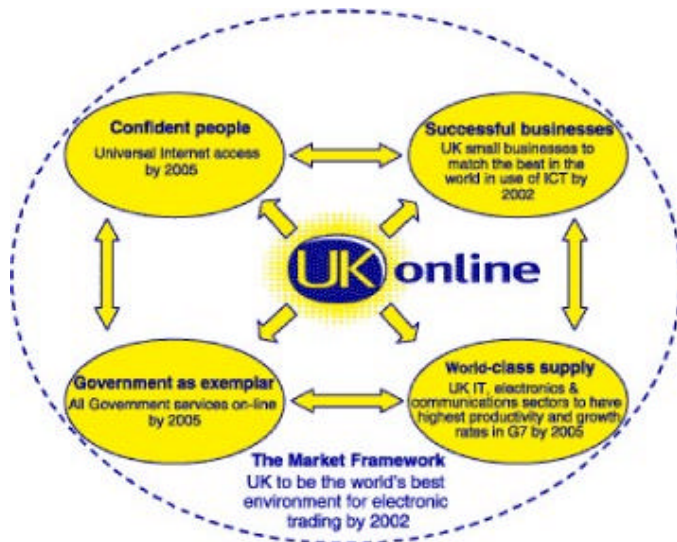 Confident people
Universal Internet access
by 2005
Successful businesses
UK small businesses to
match the best in the
world in use of ICT by
2002
UK online
Government as exemplar
All Government services on-line
by 2005
World-class supply
UK IT, electronics &
communications sectors to have
highest productivity and growth
rates in G7 by 2005
The Market Framework
UK to be the world's best
environment for electronic
trading by 2002